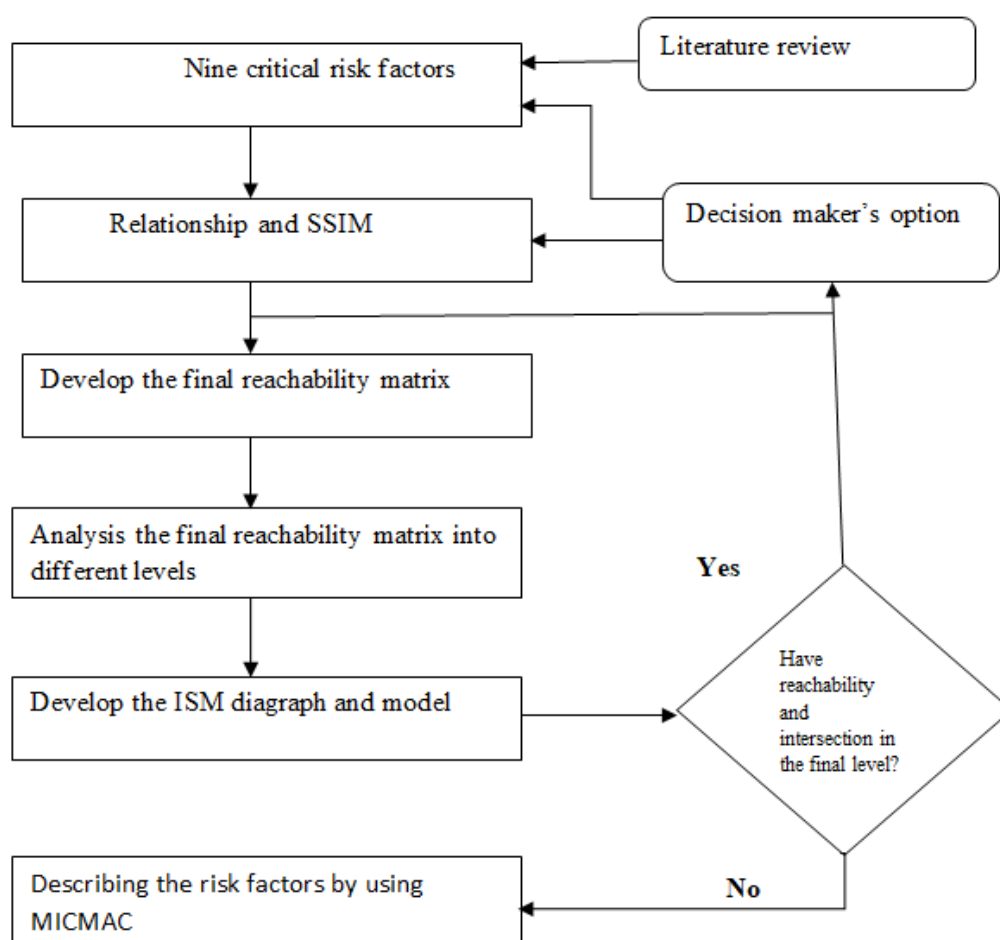 Literature review
Nine critical risk factors
Decision maker's option
Relationship and SSIM
Develop the final reachability matrix
Analysis the final reachability matrix into
different levels
Yes
Have
reachability
and
intersection in
the final level?
Develop the ISM diagraph and model
No
Describing the risk factors by using
MICMAC